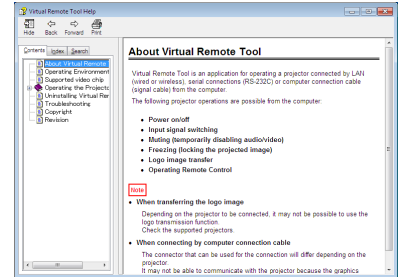 Virtual Remote Tool Help
Hide Back Forward Print
Contents Index Search
About Virtual Remote
Operating Environment
Supported video chip
Operating the Projecto
Uninstalling Virtual Rer
Troubleshooting
Copyright
Revision
About Virtual Remote Tool
Virtual Remote Tool is an application for operating a projector connected by LAN
(wired or wireless), serial connections (RS-232C) or computer connection cable
(signal cable) from the computer.
The following projector operations are possible from the computer.
• Power on/off
• Input signal switching
• Muting (temporarily disabling audio/video)
• Freezing (locking the projected image)
• Logo image transfer
• Operating Remote Control
Note
• When transferring the logo image
Depending on the projector to be connected, it may not be possible to use the
logo transmission function.
Check the supported projectors.
• When connecting by computer connection cable
The connector that can be used for the connection will differ depending on the
projector.
It may not be able to communicate with the projector because the graphics